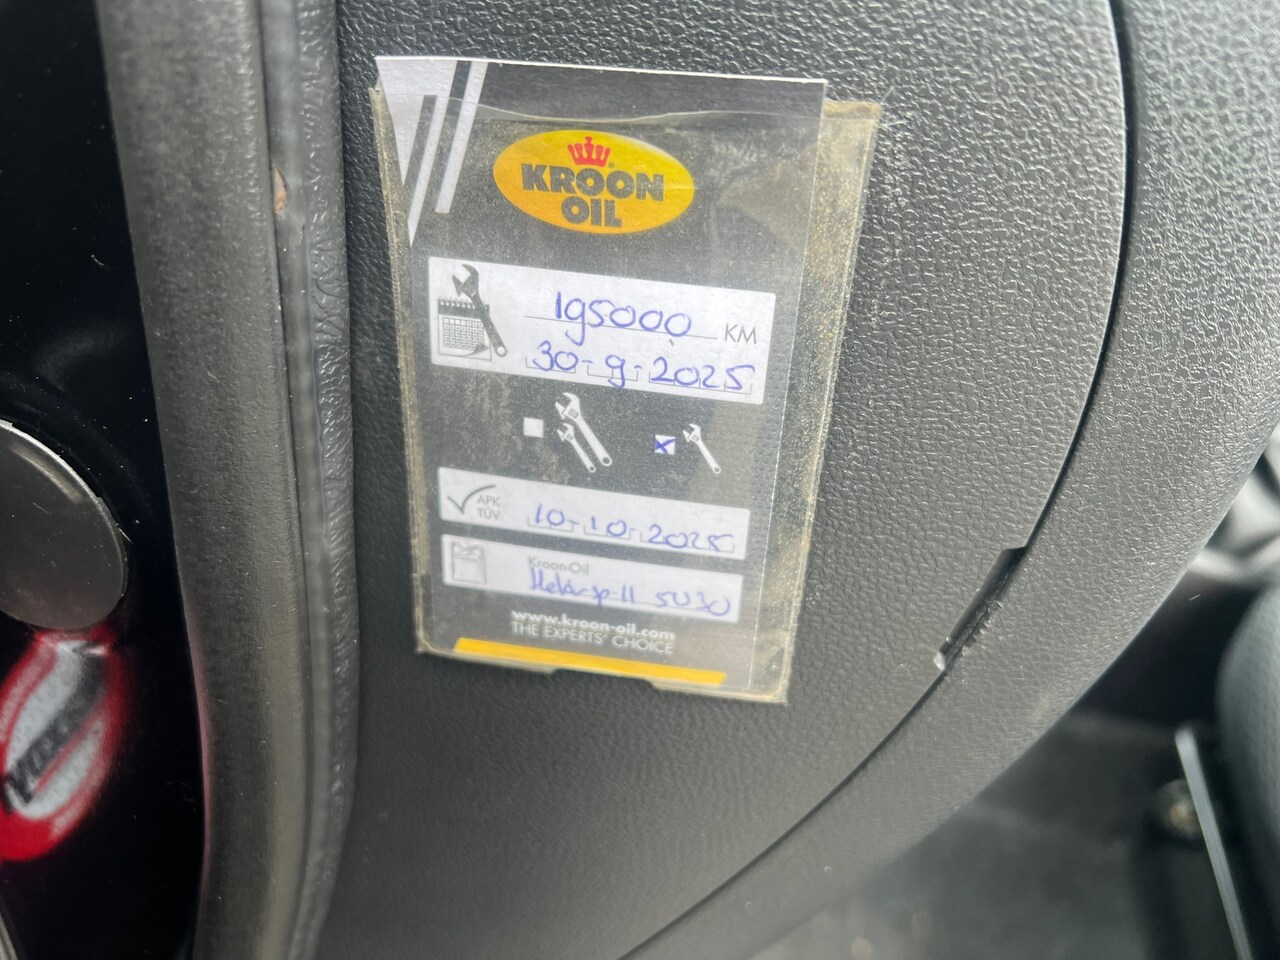 KROON
OIL
195000 KM
30-9-2025
APK
TÜV
10-10-2025
Kroon-Oil
5W30
www.kroon-oil.com
THE EXPERTS' CHOICE